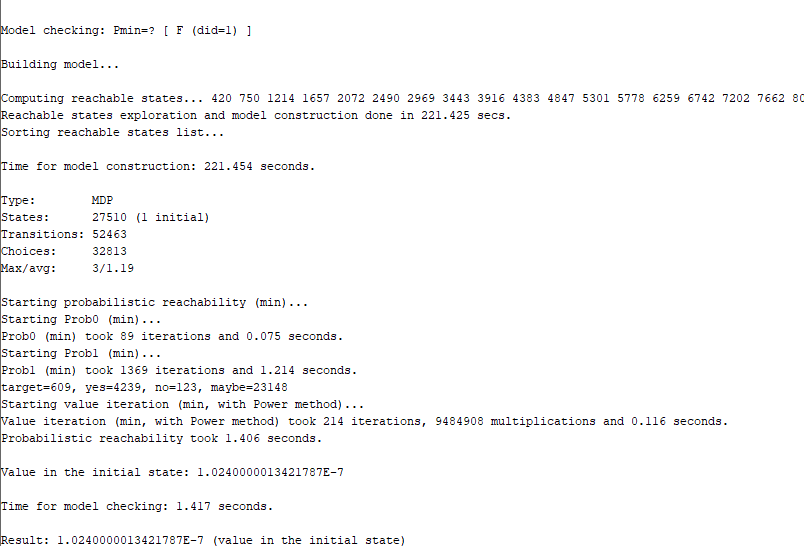 Model checking: Pmin=? [ F (did=1) ]
Building model...
Computing reachable states... 420 750 1214 1657 2072 2490 2969 3443 3916 4383 4847 5301 5778 6259 6742 7202 7662 80
Reachable states exploration and model construction done in 221.425 secs.
Sorting reachable states list...
Time for model construction: 221.454 seconds.
Type: MDP
States: 27510 (1 initial)
Transitions: 52463
Choices: 32813
Max/avg: 3/1.19
Starting probabilistic reachability (min)...
Starting Prob0 (min)...
Prob0 (min) took 89 iterations and 0.075 seconds.
Starting Prob1 (min)...
Prob1 (min) took 1369 iterations and 1.214 seconds.
target=609, yes=4239, no=123, maybe=23148
Starting value iteration (min, with Power method)...
Value iteration (min, with Power method) took 214 iterations, 9484908 multiplications and 0.116 seconds.
Probabilistic reachability took 1.406 seconds.
Value in the initial state: 1.0240000013421787E-7
Time for model checking: 1.417 seconds.
Result: 1.0240000013421787E-7 (value in the initial state)